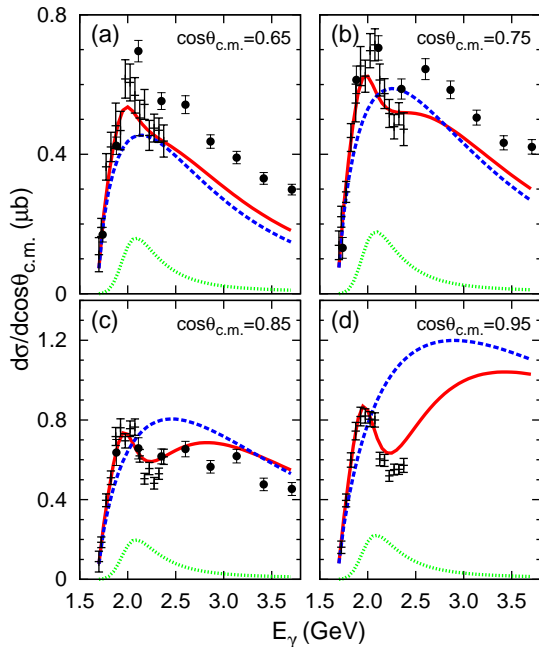 0.8
(a)
cosθc.m.=0.65
(b)
cosθc.m.=0.75
0.4
0
dσ/dcosθc.m. (μb)
(c)
cosθc.m.=0.85
(d)
cosθc.m.=0.95
1.2
0.8
0.4
0
1.5 2.0 2.5 3.0 3.5 1.5 2.0 2.5 3.0 3.5
Eγ (GeV)